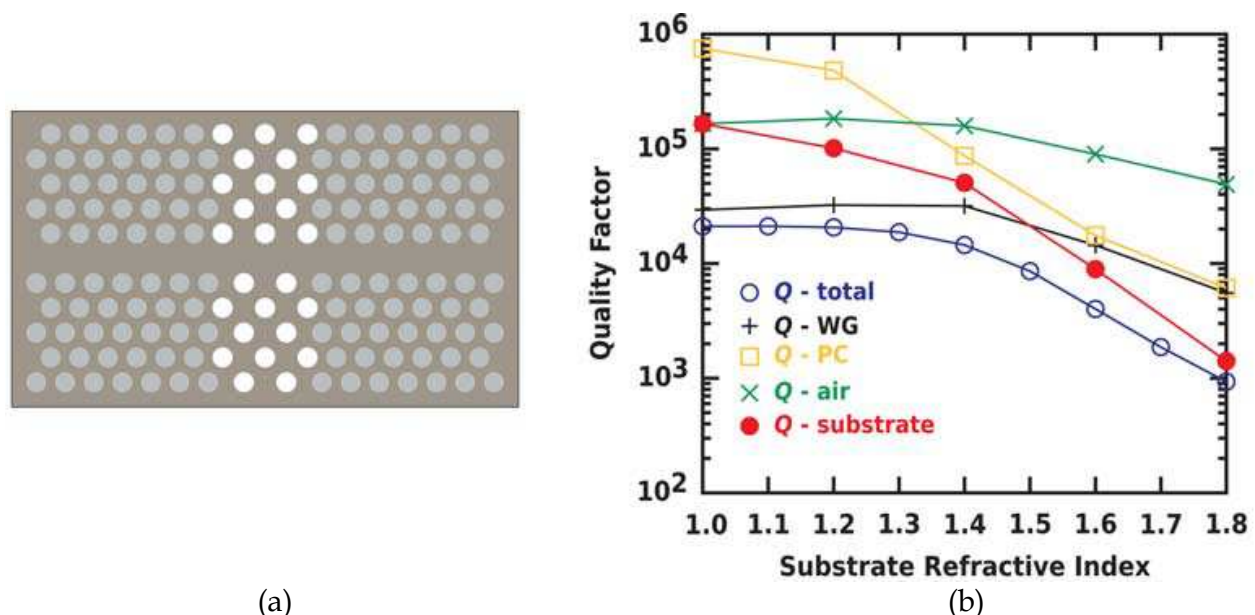 10⁶
10⁵
10⁴
10³
10²
Quality Factor
Q - total
Q - WG
Q - PC
Q - air
Q - substrate
1.0 1.1 1.2 1.3 1.4 1.5 1.6 1.7 1.8
Substrate Refractive Index
(a) (b)